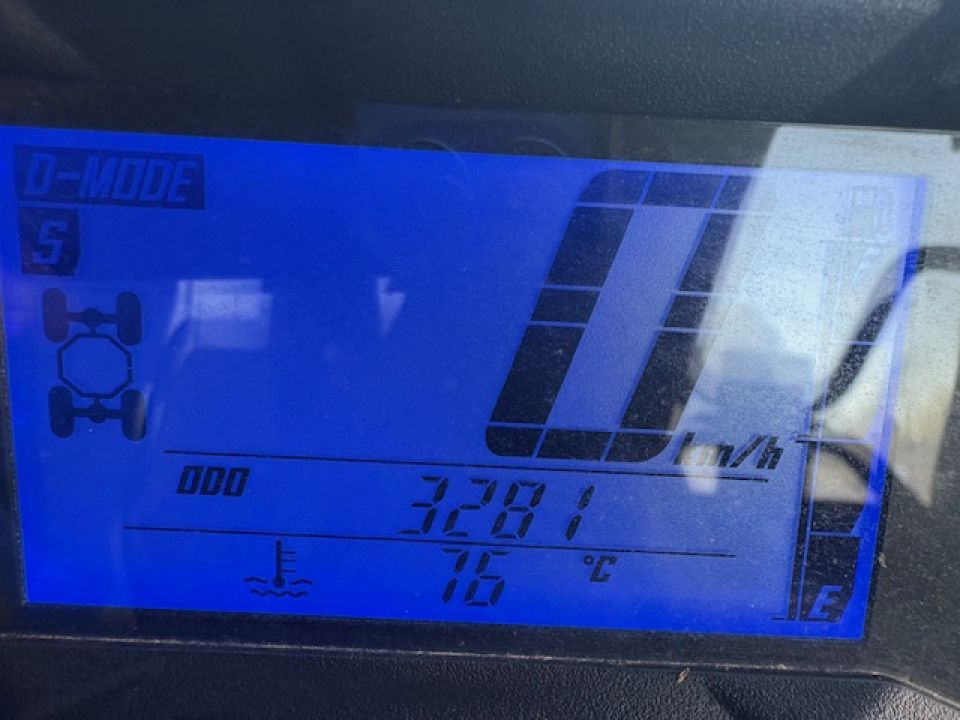 D-MODE
S
0
km/h
ODO 3281
76 °C
E